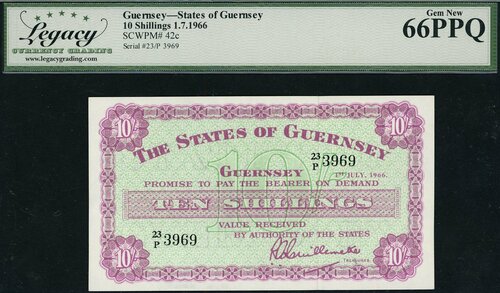 Legacy
CURRENCY GRADING
www.legacygrading.com
Guernsey—States of Guernsey
10 Shillings 1.7.1966
SCWPM# 42c
Serial #23/P 3969
Gem New
66PPQ
10/-
10/-
THE STATES OF GUERNSEY
10/-
23/P 3969
GUERNSEY
1ST JULY, 1966.
PROMISE TO PAY THE BEARER ON DEMAND
TEN SHILLINGS
VALUE RECEIVED
23/P 3969
BY AUTHORITY OF THE STATES
TREASURER
10/-
10/-